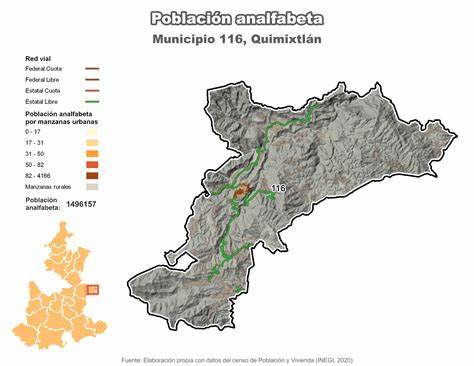 Población analfabeta
Municipio 116, Quimixtlán
Red vial
Federal Cuota
Federal Libre
Estatal Cuota
Estatal Libre
Población analfabeta
por manzanas urbanas
0 - 17
17 - 31
31 - 50
50 - 82
82 - 4166
Manzanas rurales
Población
analfabeta: 1496157
116
Fuente: Elaboración propia con datos del censo de Población y Vivienda (INEGI, 2020)